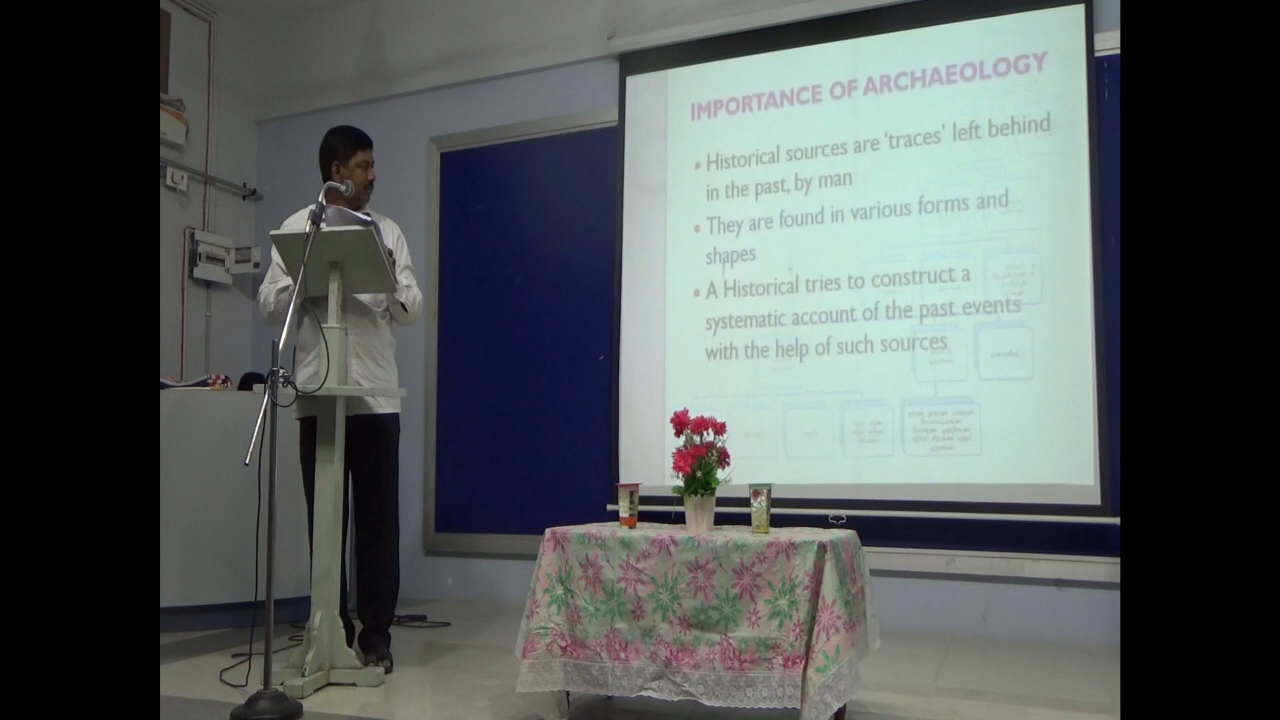 IMPORTANCE OF ARCHAEOLOGY
• Historical sources are ‘traces’ left behind
in the past, by man
• They are found in various forms and
shapes
• A Historical tries to construct a
systematic account of the past events
with the help of such sources